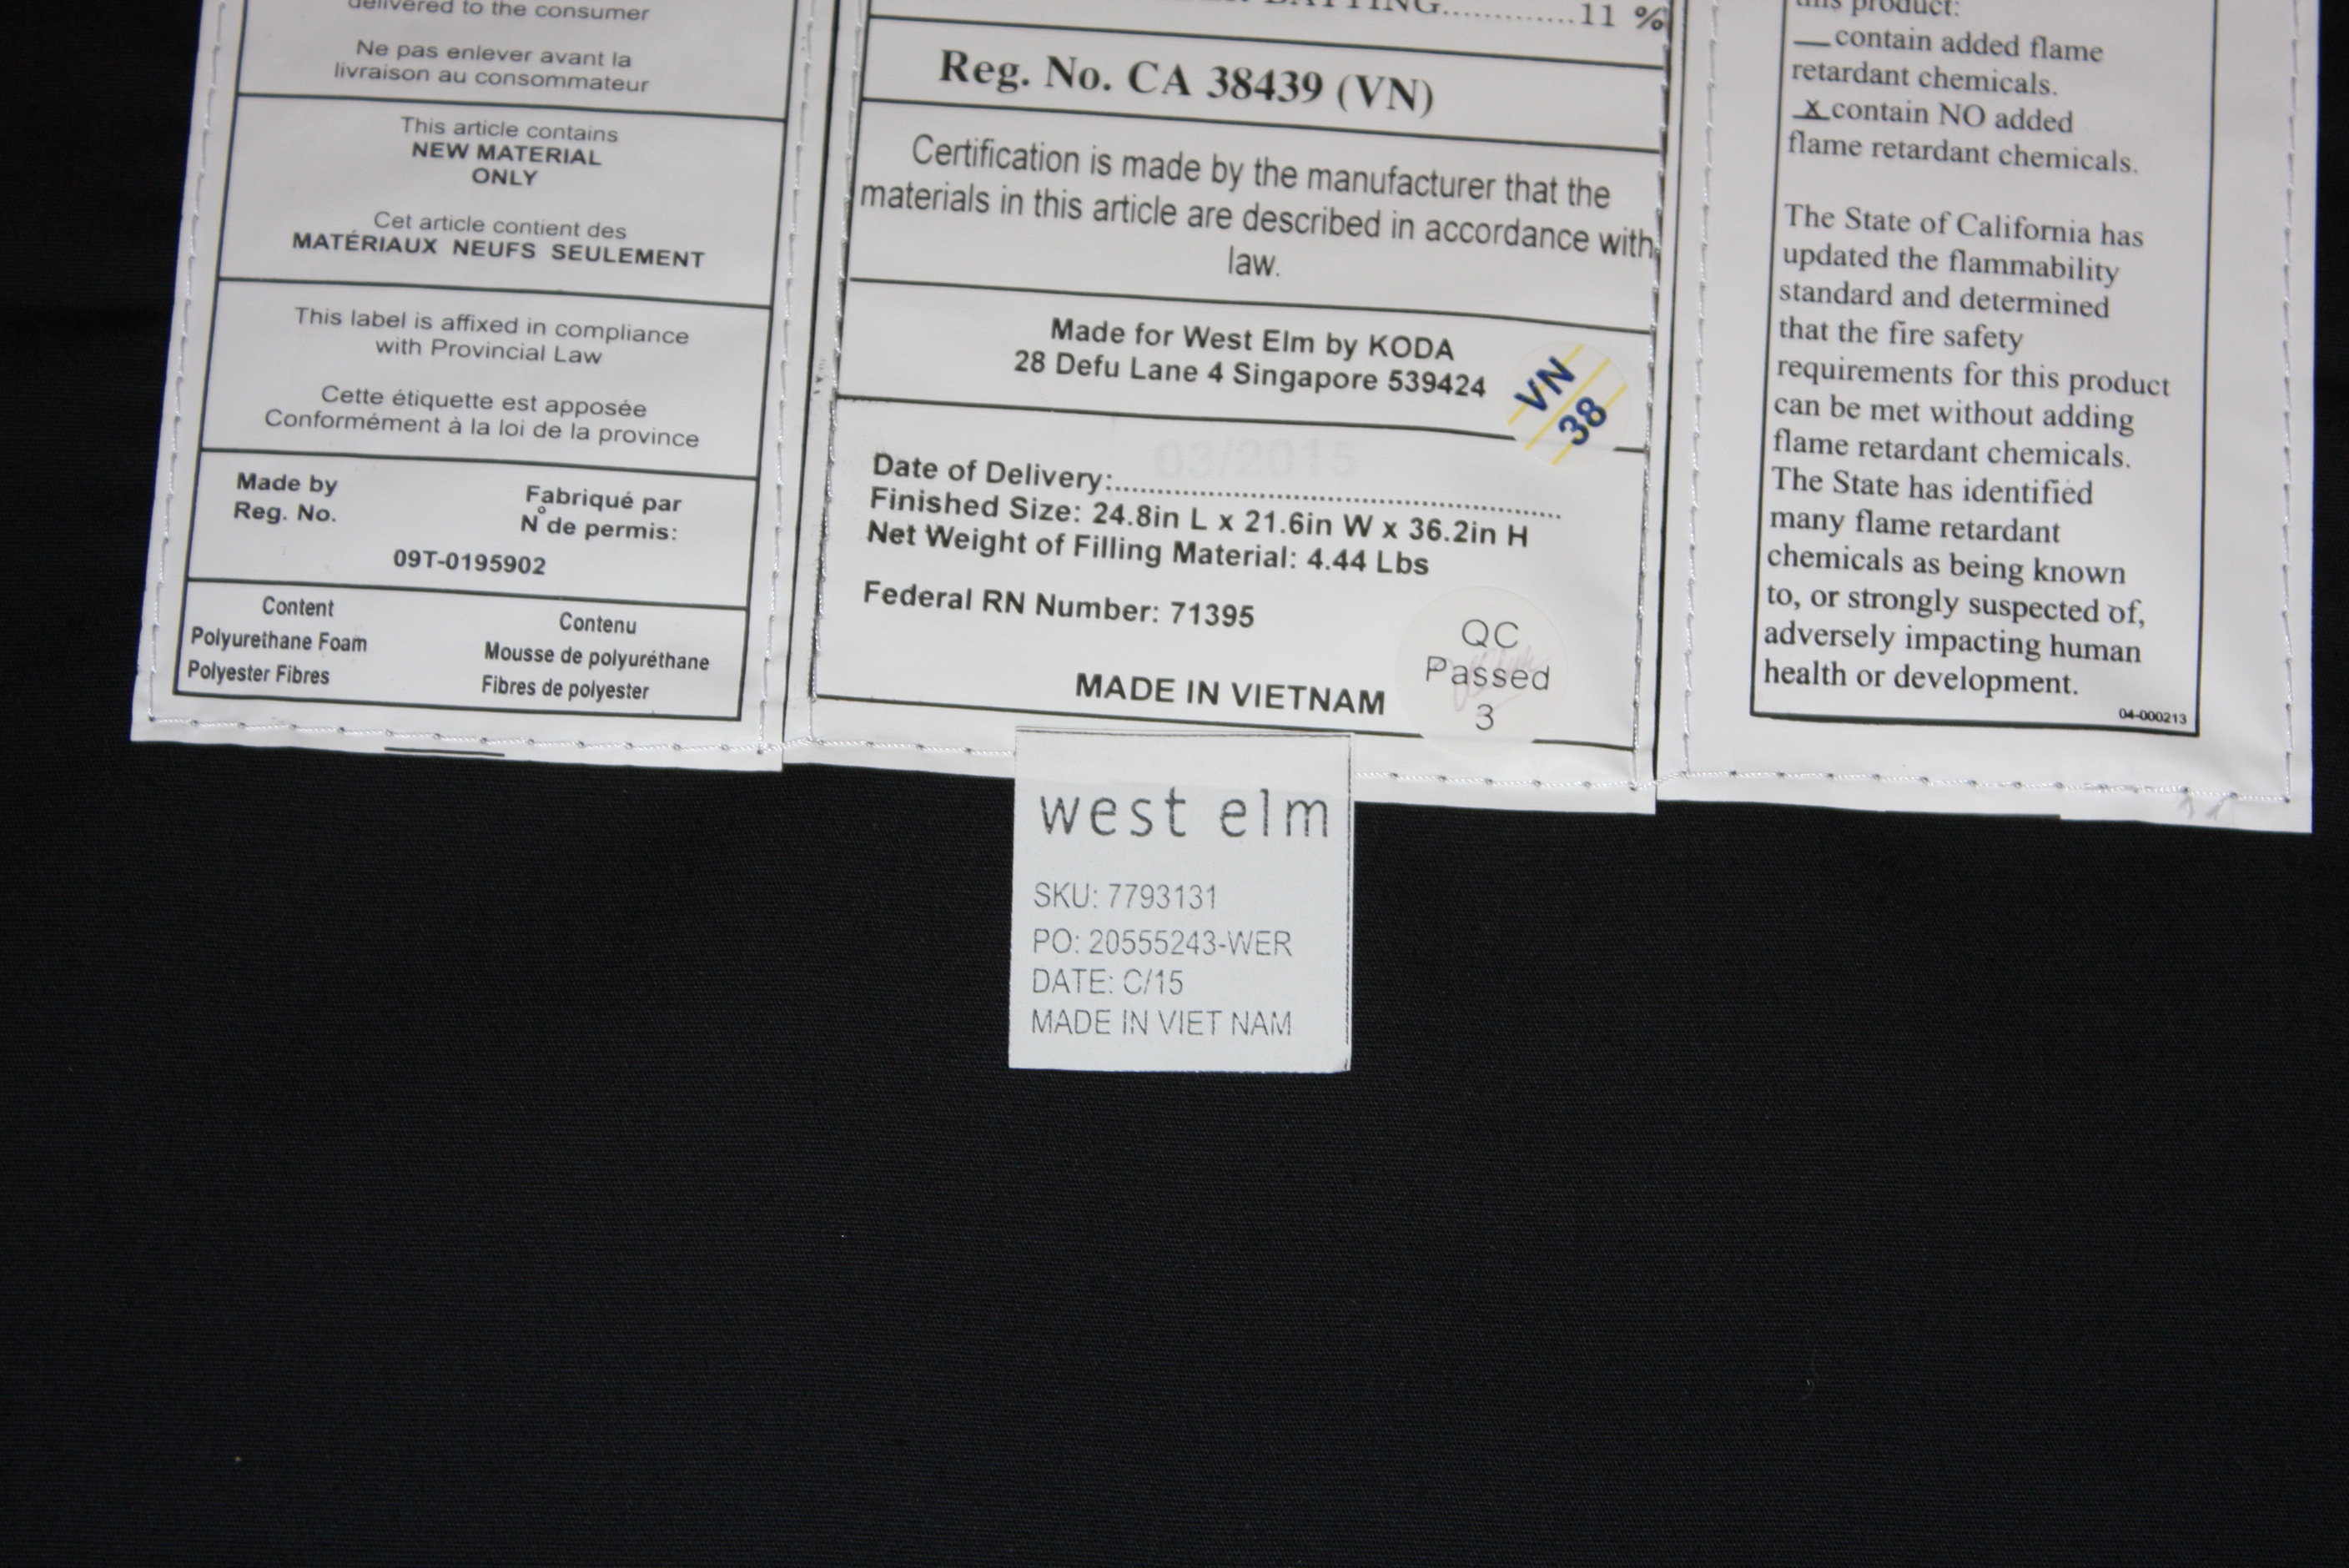 delivered to the consumer
Ne pas enlever avant la
livraison au consommateur
This article contains
NEW MATERIAL
ONLY
Cet article contient des
MATÉRIAUX NEUFS SEULEMENT
This label is affixed in compliance
with Provincial Law
Cette étiquette est apposée
Conformément à la loi de la province
Made by
Reg. No.
Fabriqué par
N° de permis:
09T-0195902
Content
Polyurethane Foam
Polyester Fibres
Contenu
Mousse de polyuréthane
Fibres de polyester
BATTING.............11 %
Reg. No. CA 38439 (VN)
Certification is made by the manufacturer that the
materials in this article are described in accordance with
law.
Made for West Elm by KODA
28 Defu Lane 4 Singapore 539424
VN
38
03/2015
Date of Delivery:..................................................
Finished Size: 24.8in L x 21.6in W x 36.2in H
Net Weight of Filling Material: 4.44 Lbs
Federal RN Number: 71395
QC
Passed
3
MADE IN VIETNAM
this product:
__contain added flame
retardant chemicals.
X contain NO added
flame retardant chemicals.
The State of California has
updated the flammability
standard and determined
that the fire safety
requirements for this product
can be met without adding
flame retardant chemicals.
The State has identified
many flame retardant
chemicals as being known
to, or strongly suspected of,
adversely impacting human
health or development.
04-000213
west elm
SKU: 7793131
PO: 20555243-WER
DATE: C/15
MADE IN VIET NAM